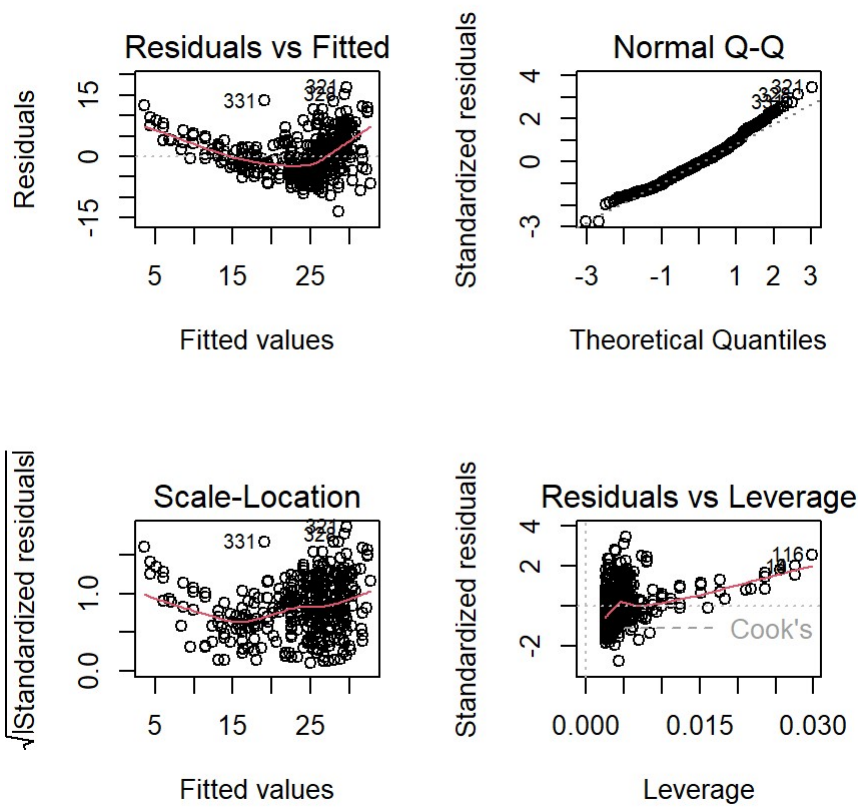 Residuals vs Fitted
Residuals
15
0
-15
331
321
5
15
25
Fitted values
Normal Q-Q
Standardized residuals
4
2
0
-3
321
-3
-1
1
2
3
Theoretical Quantiles
Scale-Location
√|Standardized residuals|
1.0
0.0
331
321
5
15
25
Fitted values
Residuals vs Leverage
Standardized residuals
4
2
-2
116
Cook's
0.000
0.015
0.030
Leverage